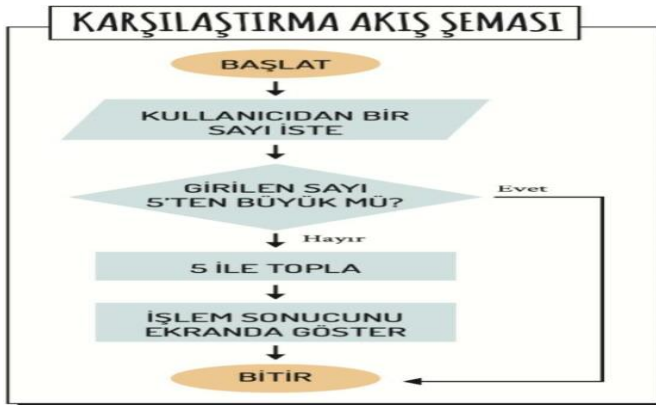 KARŞILAŞTIRMA AKIŞ ŞEMASI
BAŞLAT
KULLANICIDAN BİR
SAYI İSTE
GİRİLEN SAYI
5'TEN BÜYÜK MÜ?
Evet
Hayır
5 İLE TOPLA
İŞLEM SONUCUNU
EKRANDA GÖSTER
BİTİR